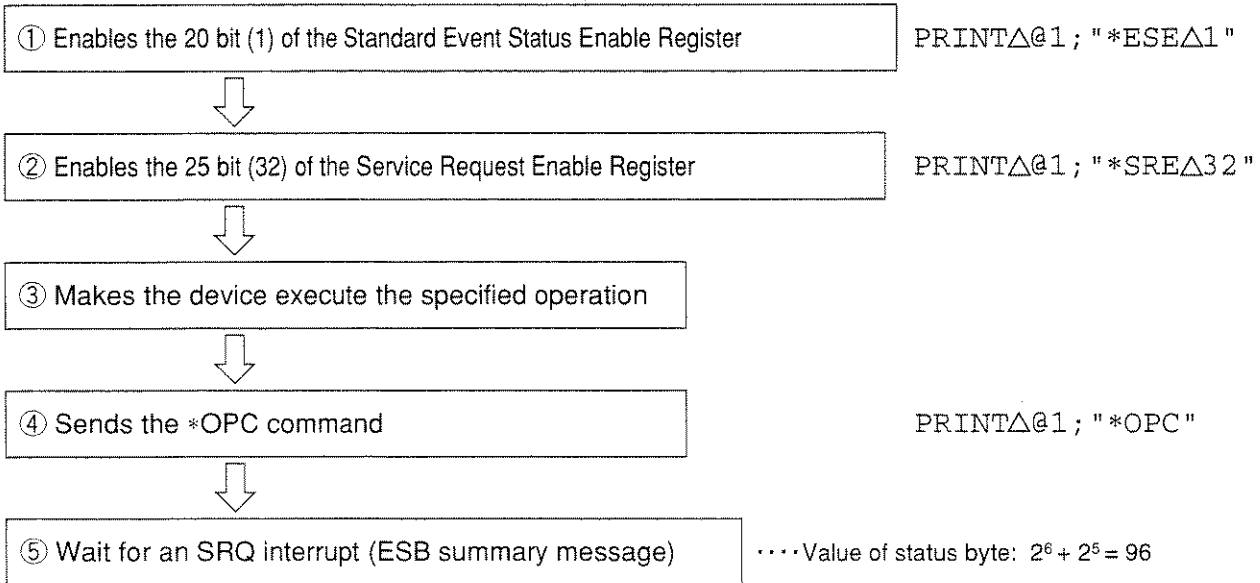 ① Enables the 20 bit (1) of the Standard Event Status Enable Register PRINT△@1;"*ESE△1"
② Enables the 25 bit (32) of the Service Request Enable Register PRINT△@1;"*SRE△32"
③ Makes the device execute the specified operation
④ Sends the *OPC command PRINT△@1;"*OPC"
⑤ Wait for an SRQ interrupt (ESB summary message) ····Value of status byte: 2⁶ + 2⁵ = 96